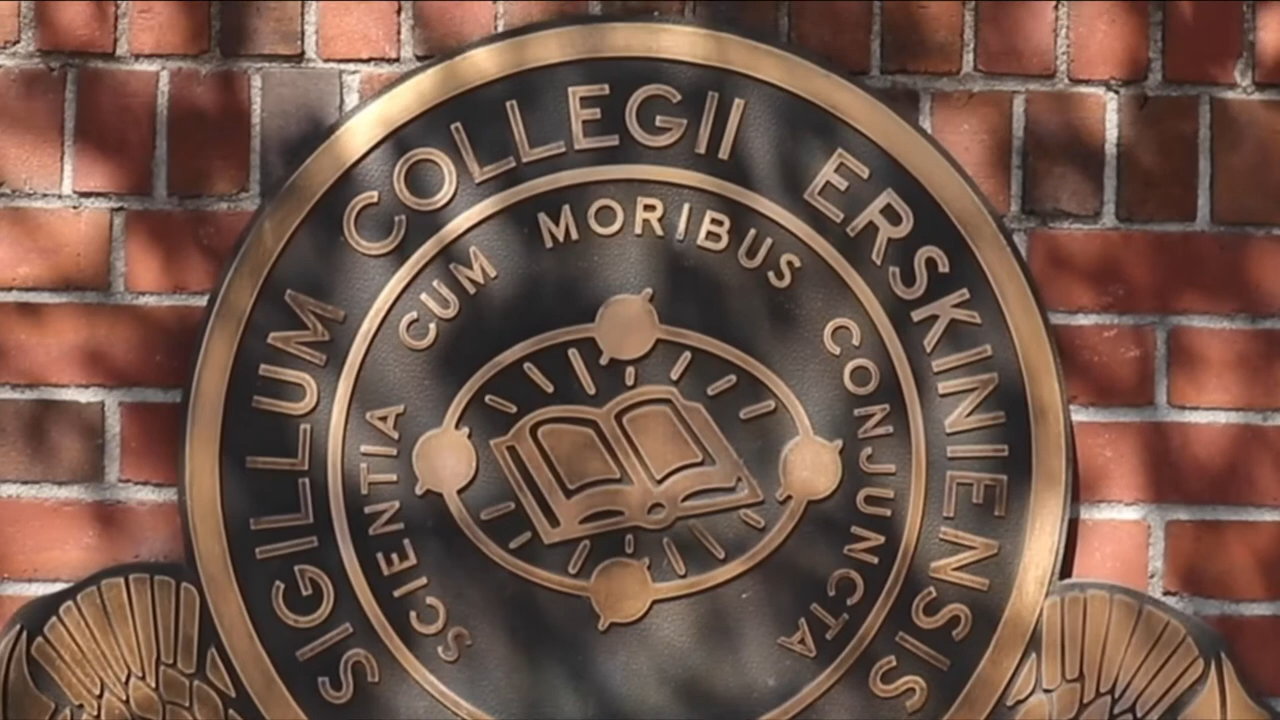 SIGILLUM COLLEGII ERSKINIENSIS
SCIENTIA CUM MORIBUS CONJUNCTA